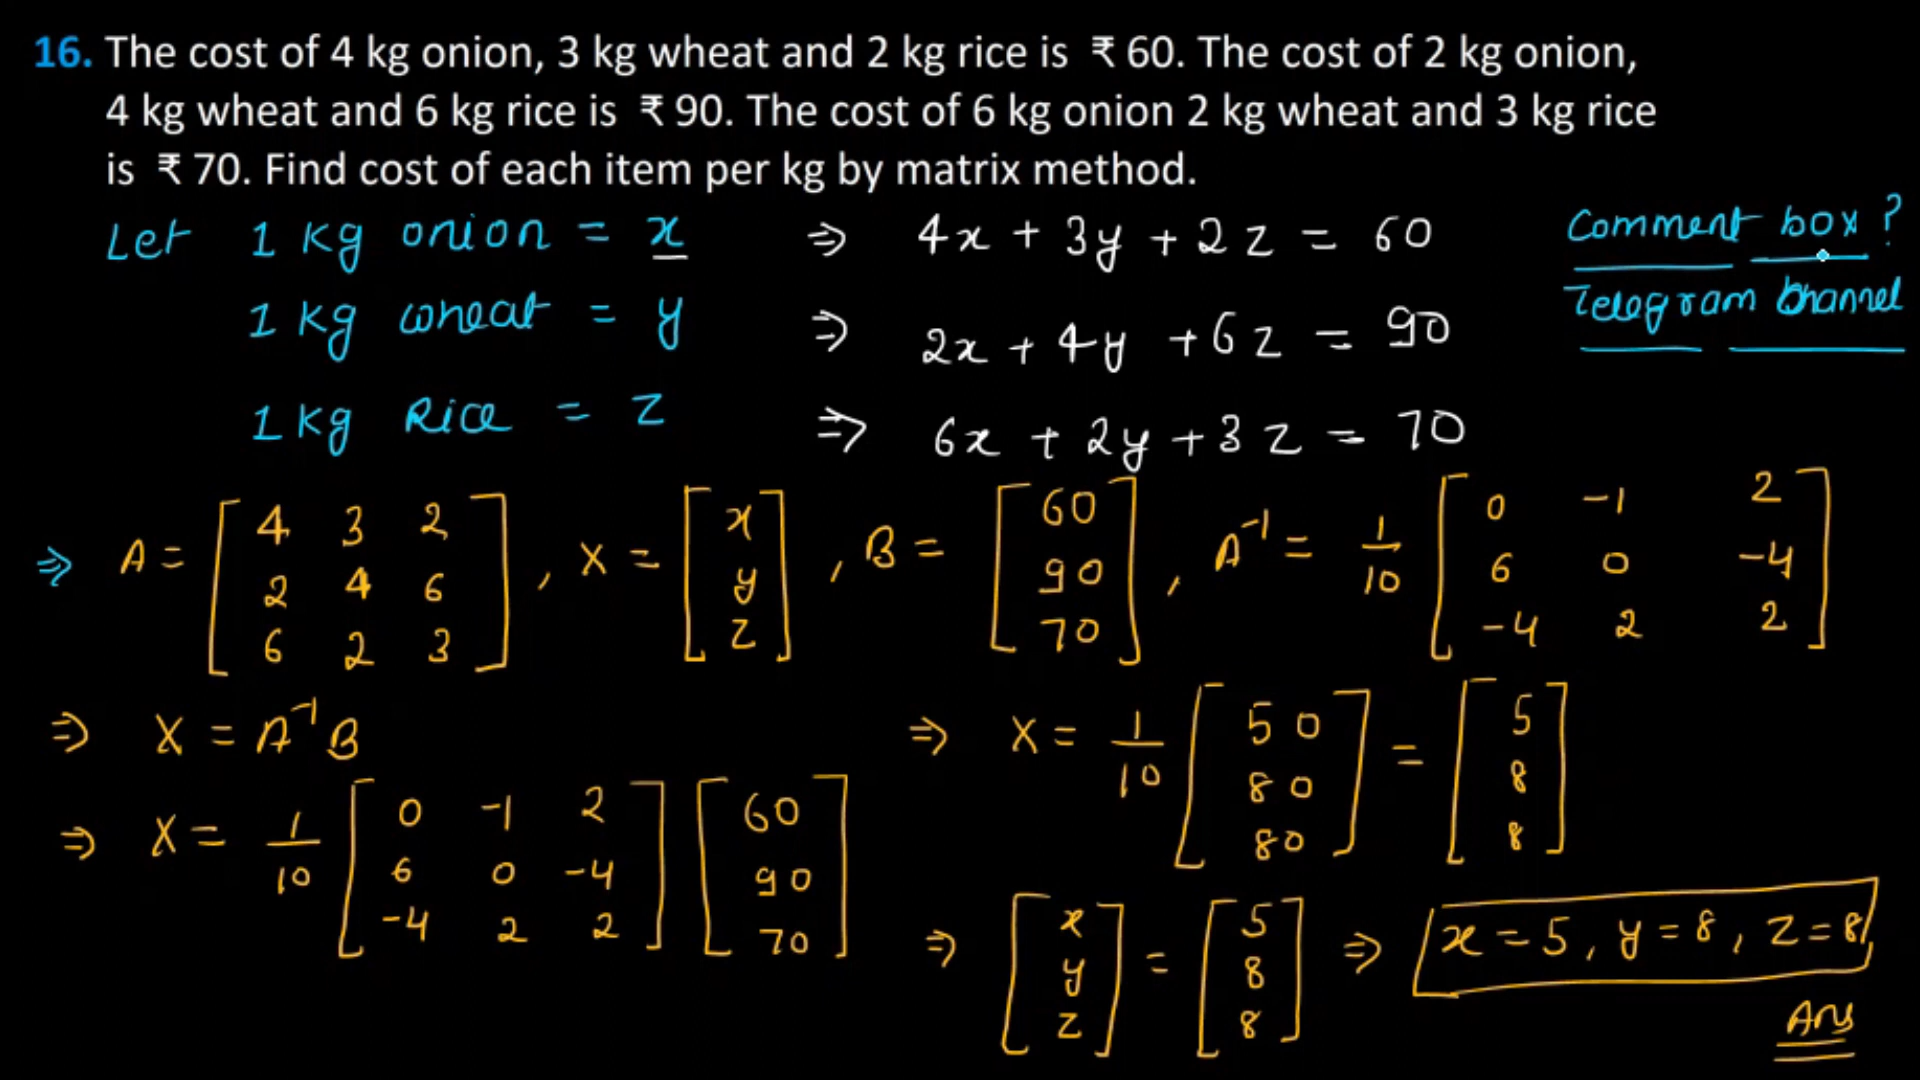 16. The cost of 4 kg onion, 3 kg wheat and 2 kg rice is ₹ 60. The cost of 2 kg onion,
4 kg wheat and 6 kg rice is ₹ 90. The cost of 6 kg onion 2 kg wheat and 3 kg rice
is ₹ 70. Find cost of each item per kg by matrix method.
Let 1 kg onion = x ⇒ 4x + 3y + 2z = 60
1 kg wheat = y ⇒ 2x + 4y + 6z = 90
1 kg Rice = z ⇒ 6x + 2y + 3z = 70
Comment box ?
Telegram channel
⇒ A = [4 3 2; 2 4 6; 6 2 3], X = [x; y; z], B = [60; 90; 70], A⁻¹ = 1/10 [0 -1 2; 6 0 -4; -4 2 2]
⇒ X = A⁻¹B
⇒ X = 1/10 [0 -1 2; 6 0 -4; -4 2 2] [60; 90; 70]
⇒ X = 1/10 [50; 80; 80] = [5; 8; 8]
⇒ [x; y; z] = [5; 8; 8] ⇒ x = 5, y = 8, z = 8
Ans